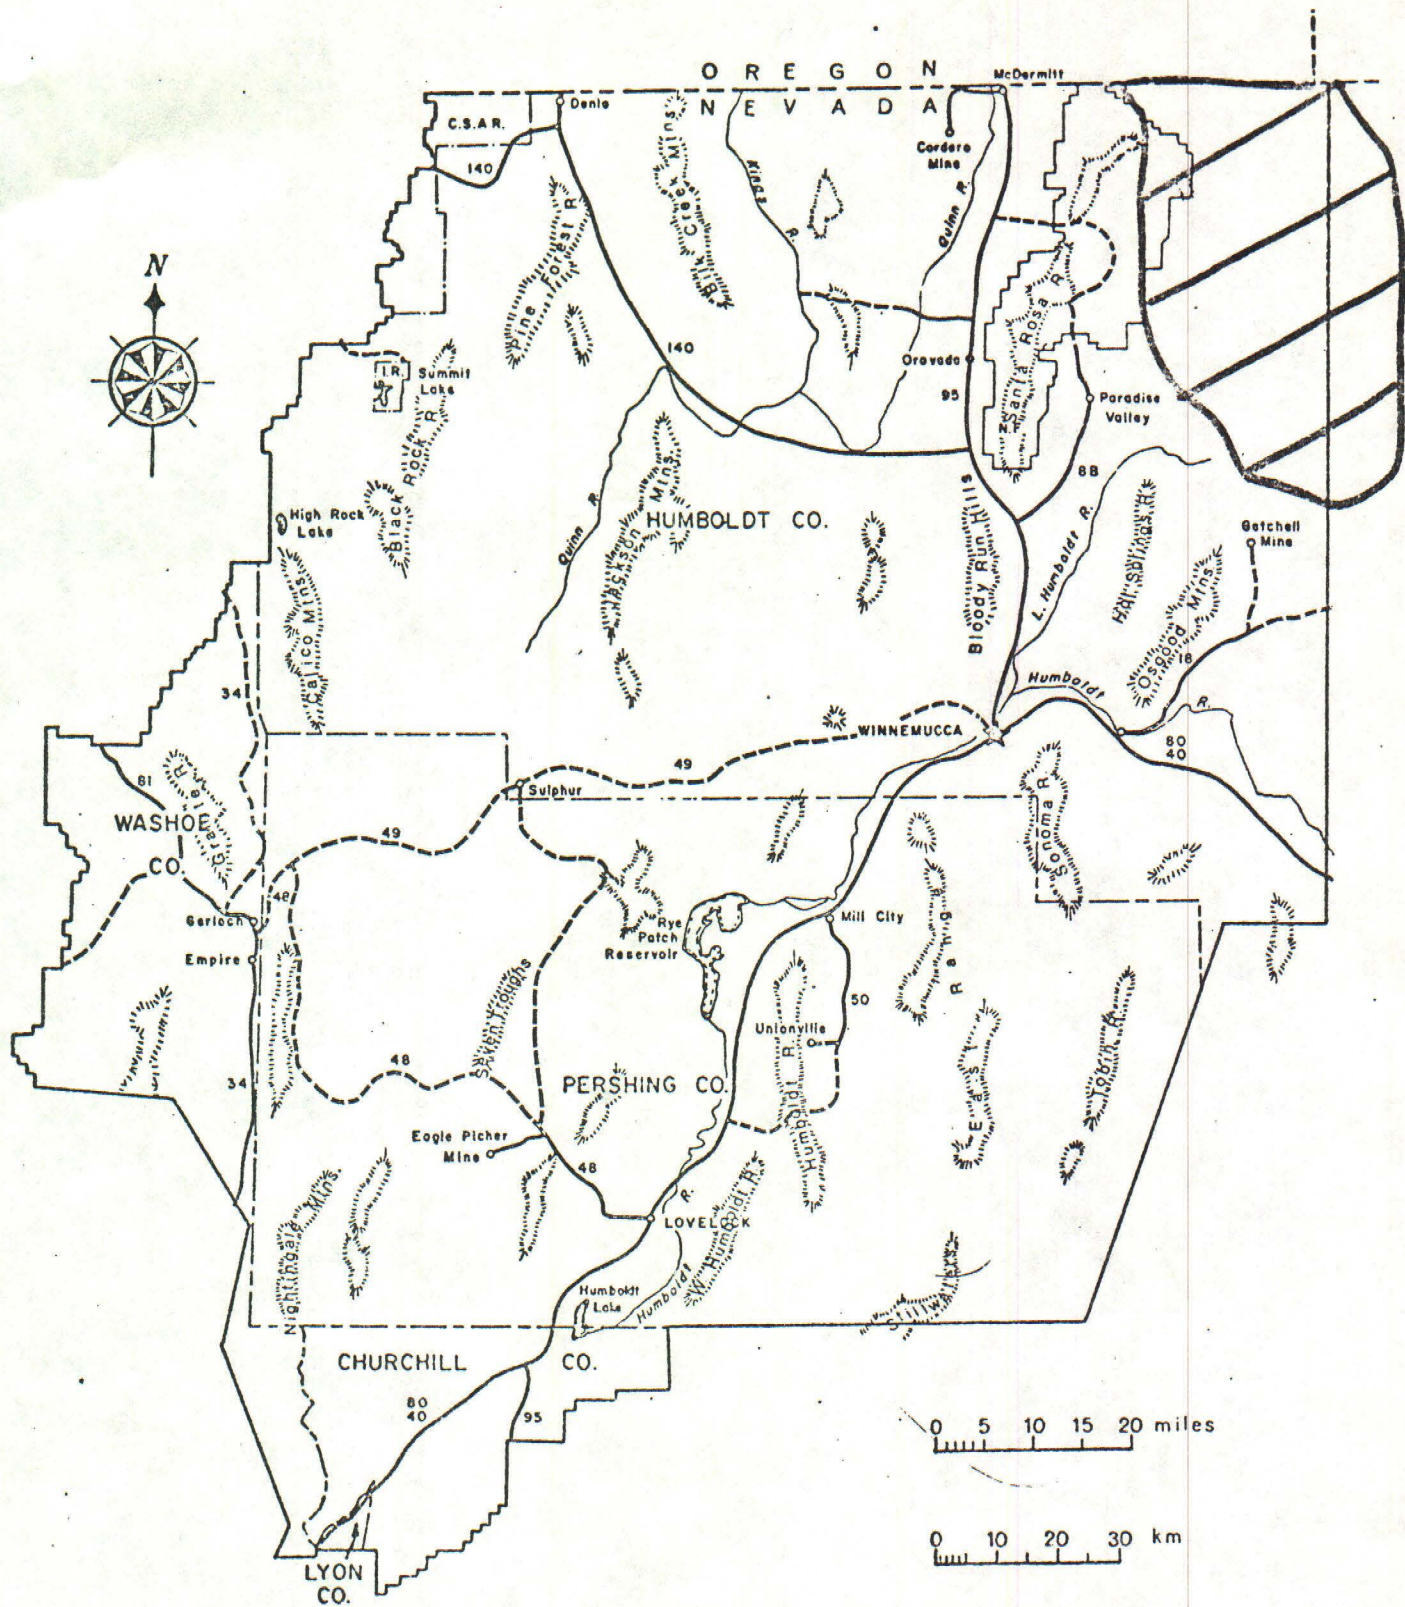 OREGON
NEVADA
McDermitt
Denio
C.S.A.R.
140
Cordero
Mine
Bilk Creek Mtns.
Kings
R.
Quinn R.
Pine Forest R.
N
140
Orovada
95
Santa Rosa R.
N.F.
I.R.
Summit
Lake
Paradise
Valley
Black Rock R.
88
High Rock
Lake
Quinn R.
Jackson Mtns.
HUMBOLDT CO.
Bloody Run Hills
L. Humboldt R.
Hot Springs R.
Getchell
Mine
Osgood Mtns.
18
Calico Mtns.
34
Humboldt
R.
WINNEMUCCA
80
40
49
Sulphur
81
Granite R.
WASHOE
CO.
49
Sonoma R.
48
Gerlach
Empire
Rye
Patch
Reservoir
Mill City
East Range
50
Unionville
Seven Troughs
34
48
PERSHING CO.
Humboldt R.
Humboldt
Tobin R.
Eagle Picher
Mine
48
LOVELOCK
R.
W Humboldt R.
Nightingale Mtns.
Humboldt
Lake
Humboldt
Stillwater R.
CHURCHILL CO.
80
40
95
0 5 10 15 20 miles
0 10 20 30 km
LYON
CO.